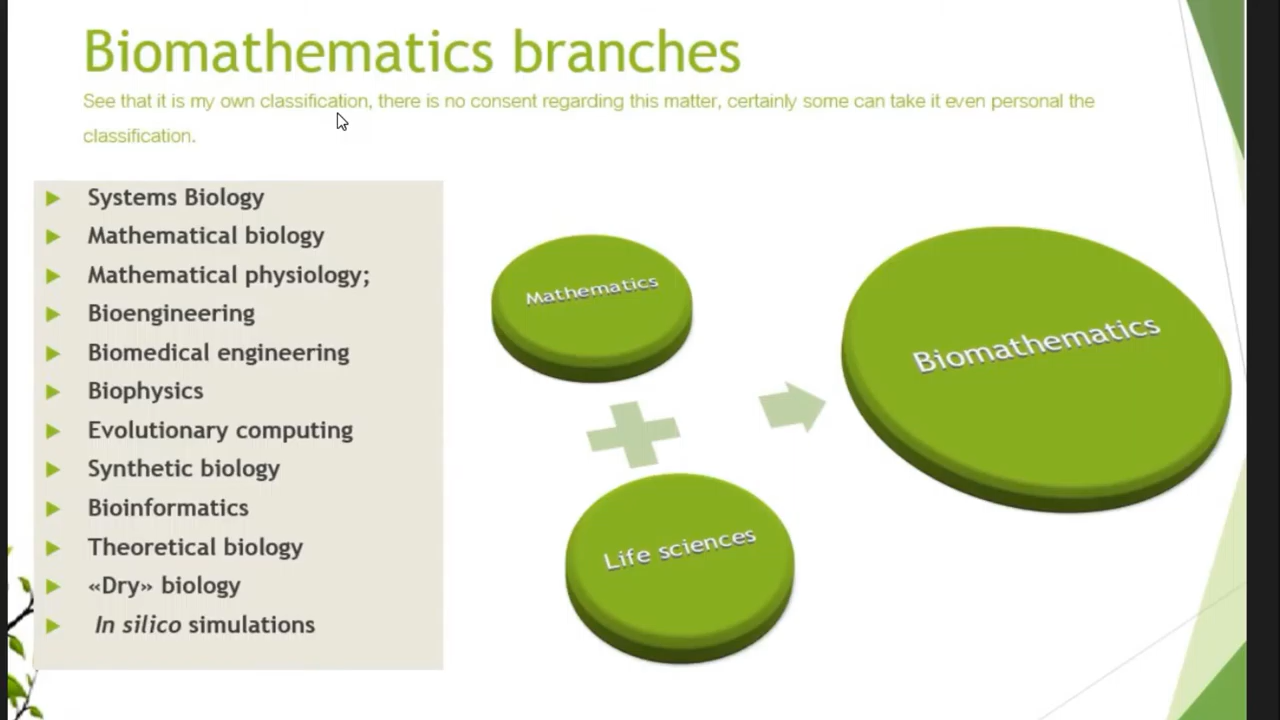 Biomathematics branches
See that it is my own classification, there is no consent regarding this matter, certainly some can take it even personal the
classification.
Systems Biology
Mathematical biology
Mathematical physiology;
Bioengineering
Biomedical engineering
Biophysics
Evolutionary computing
Synthetic biology
Bioinformatics
Theoretical biology
«Dry» biology
In silico simulations
Mathematics
Life sciences
Biomathematics